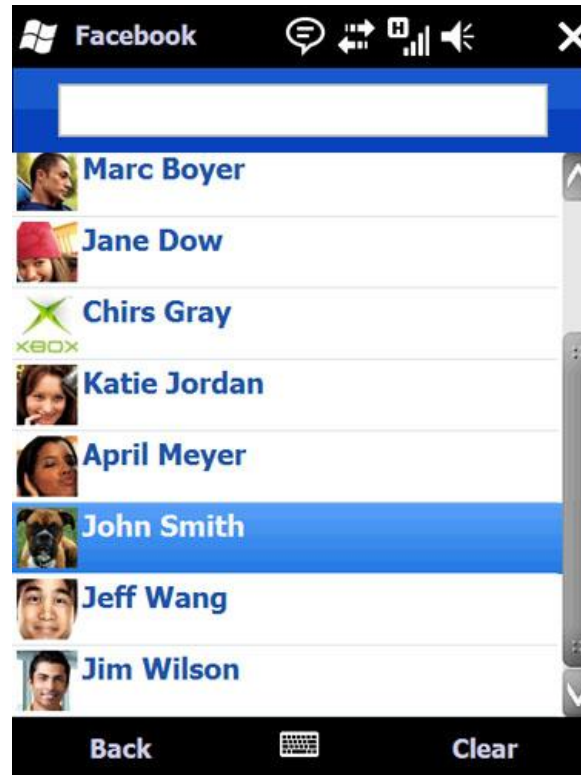 Facebook
H
Marc Boyer
Jane Dow
Chirs Gray
XBOX
Katie Jordan
April Meyer
John Smith
Jeff Wang
Jim Wilson
Back
Clear